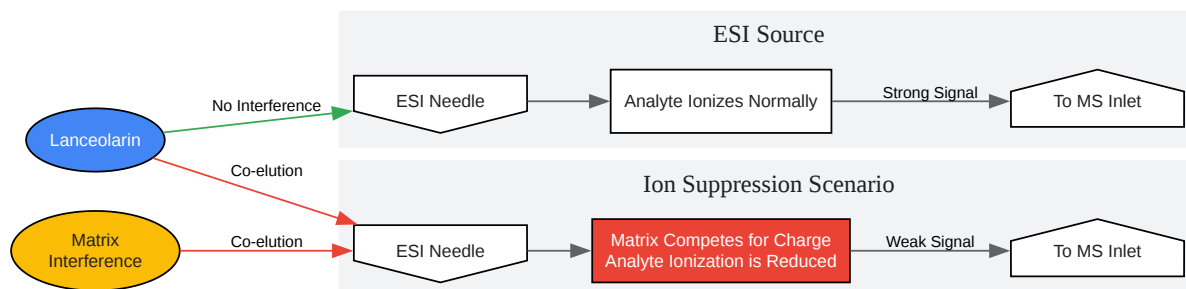 ESI Source
No Interference
ESI Needle
Analyte Ionizes Normally
Strong Signal
To MS Inlet
Lanceolarin
Co-elution
Ion Suppression Scenario
Matrix
Interference
Co-elution
ESI Needle
Matrix Competes for Charge
Analyte Ionization is Reduced
Weak Signal
To MS Inlet